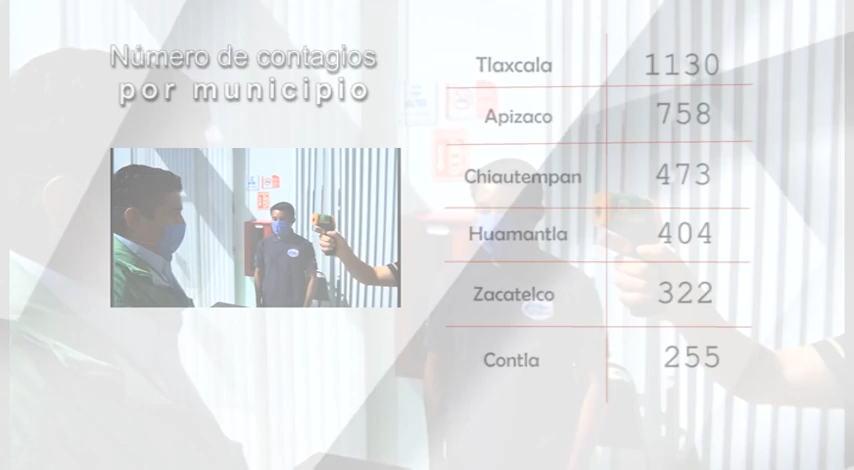 Número de contagios
por municipio
Tlaxcala 1130
Apizaco 758
Chiautempan 473
Huamantla 404
Zacatelco 322
Contla 255